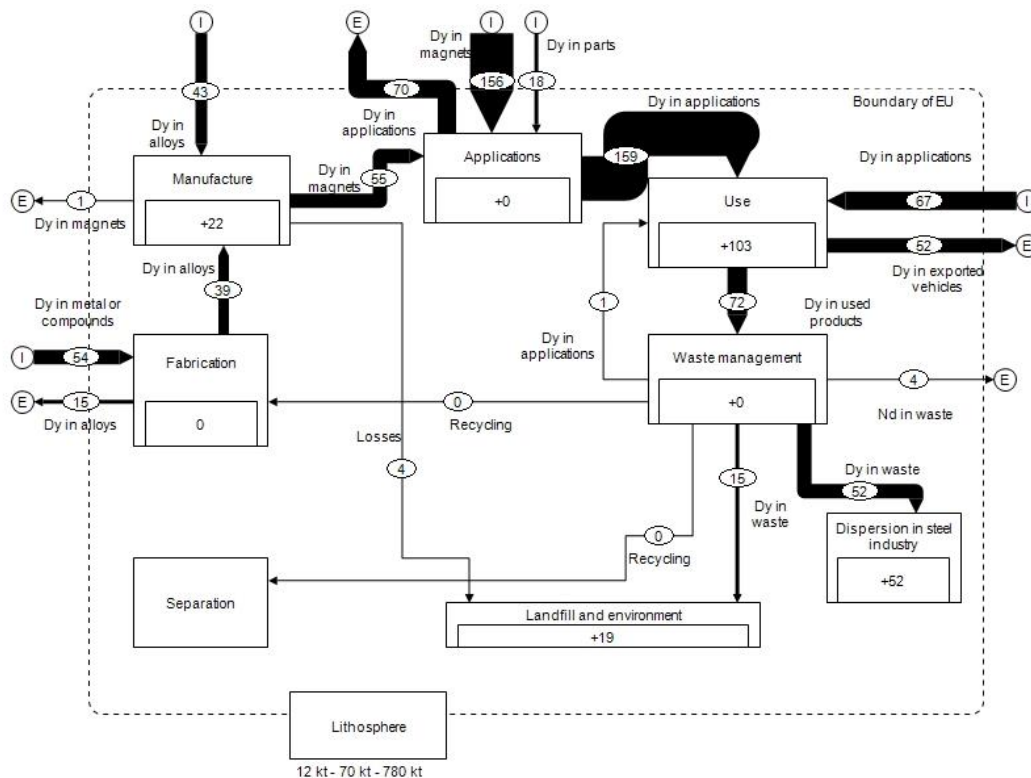 I
E
I
I
Dy in
magnets
Dy in parts
43
70
156
18
Dy in applications
Boundary of EU
Dy in
alloys
Dy in
applications
Manufacture
+22
Dy in
magnets
55
Applications
+0
159
Dy in applications
E
1
Dy in magnets
Use
+103
67
I
52
E
Dy in exported
vehicles
Dy in alloys
39
Dy in metal or
compounds
I
54
Fabrication
0
E
15
Dy in alloys
1
Dy in
applications
72
Dy in used
products
Waste management
+0
4
E
Nd in waste
0
Recycling
Losses
4
15
Dy in
waste
Dy in waste
52
Dispersion in steel
industry
+52
0
Recycling
Separation
Landfill and environment
+19
Lithosphere
12 kt - 70 kt - 780 kt